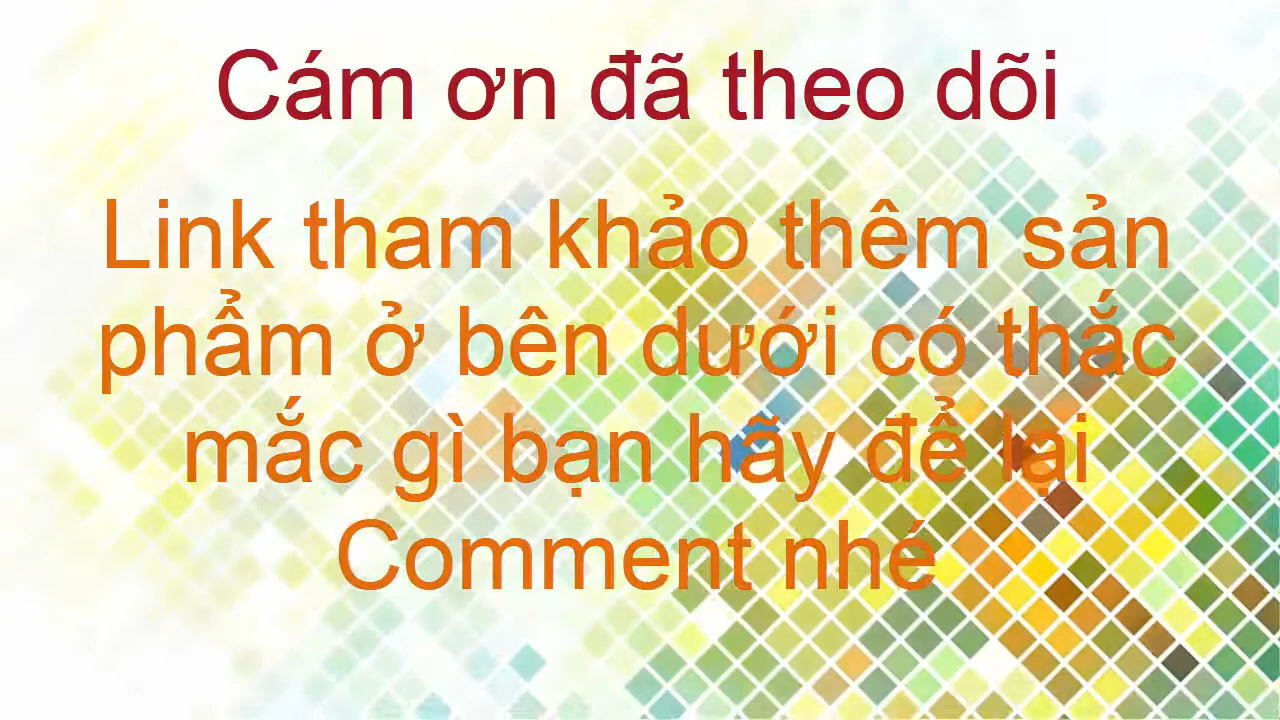 Cám ơn đã theo dõi
Link tham khảo thêm sản
phẩm ở bên dưới có thắc
mắc gì bạn hãy để lại
Comment nhé